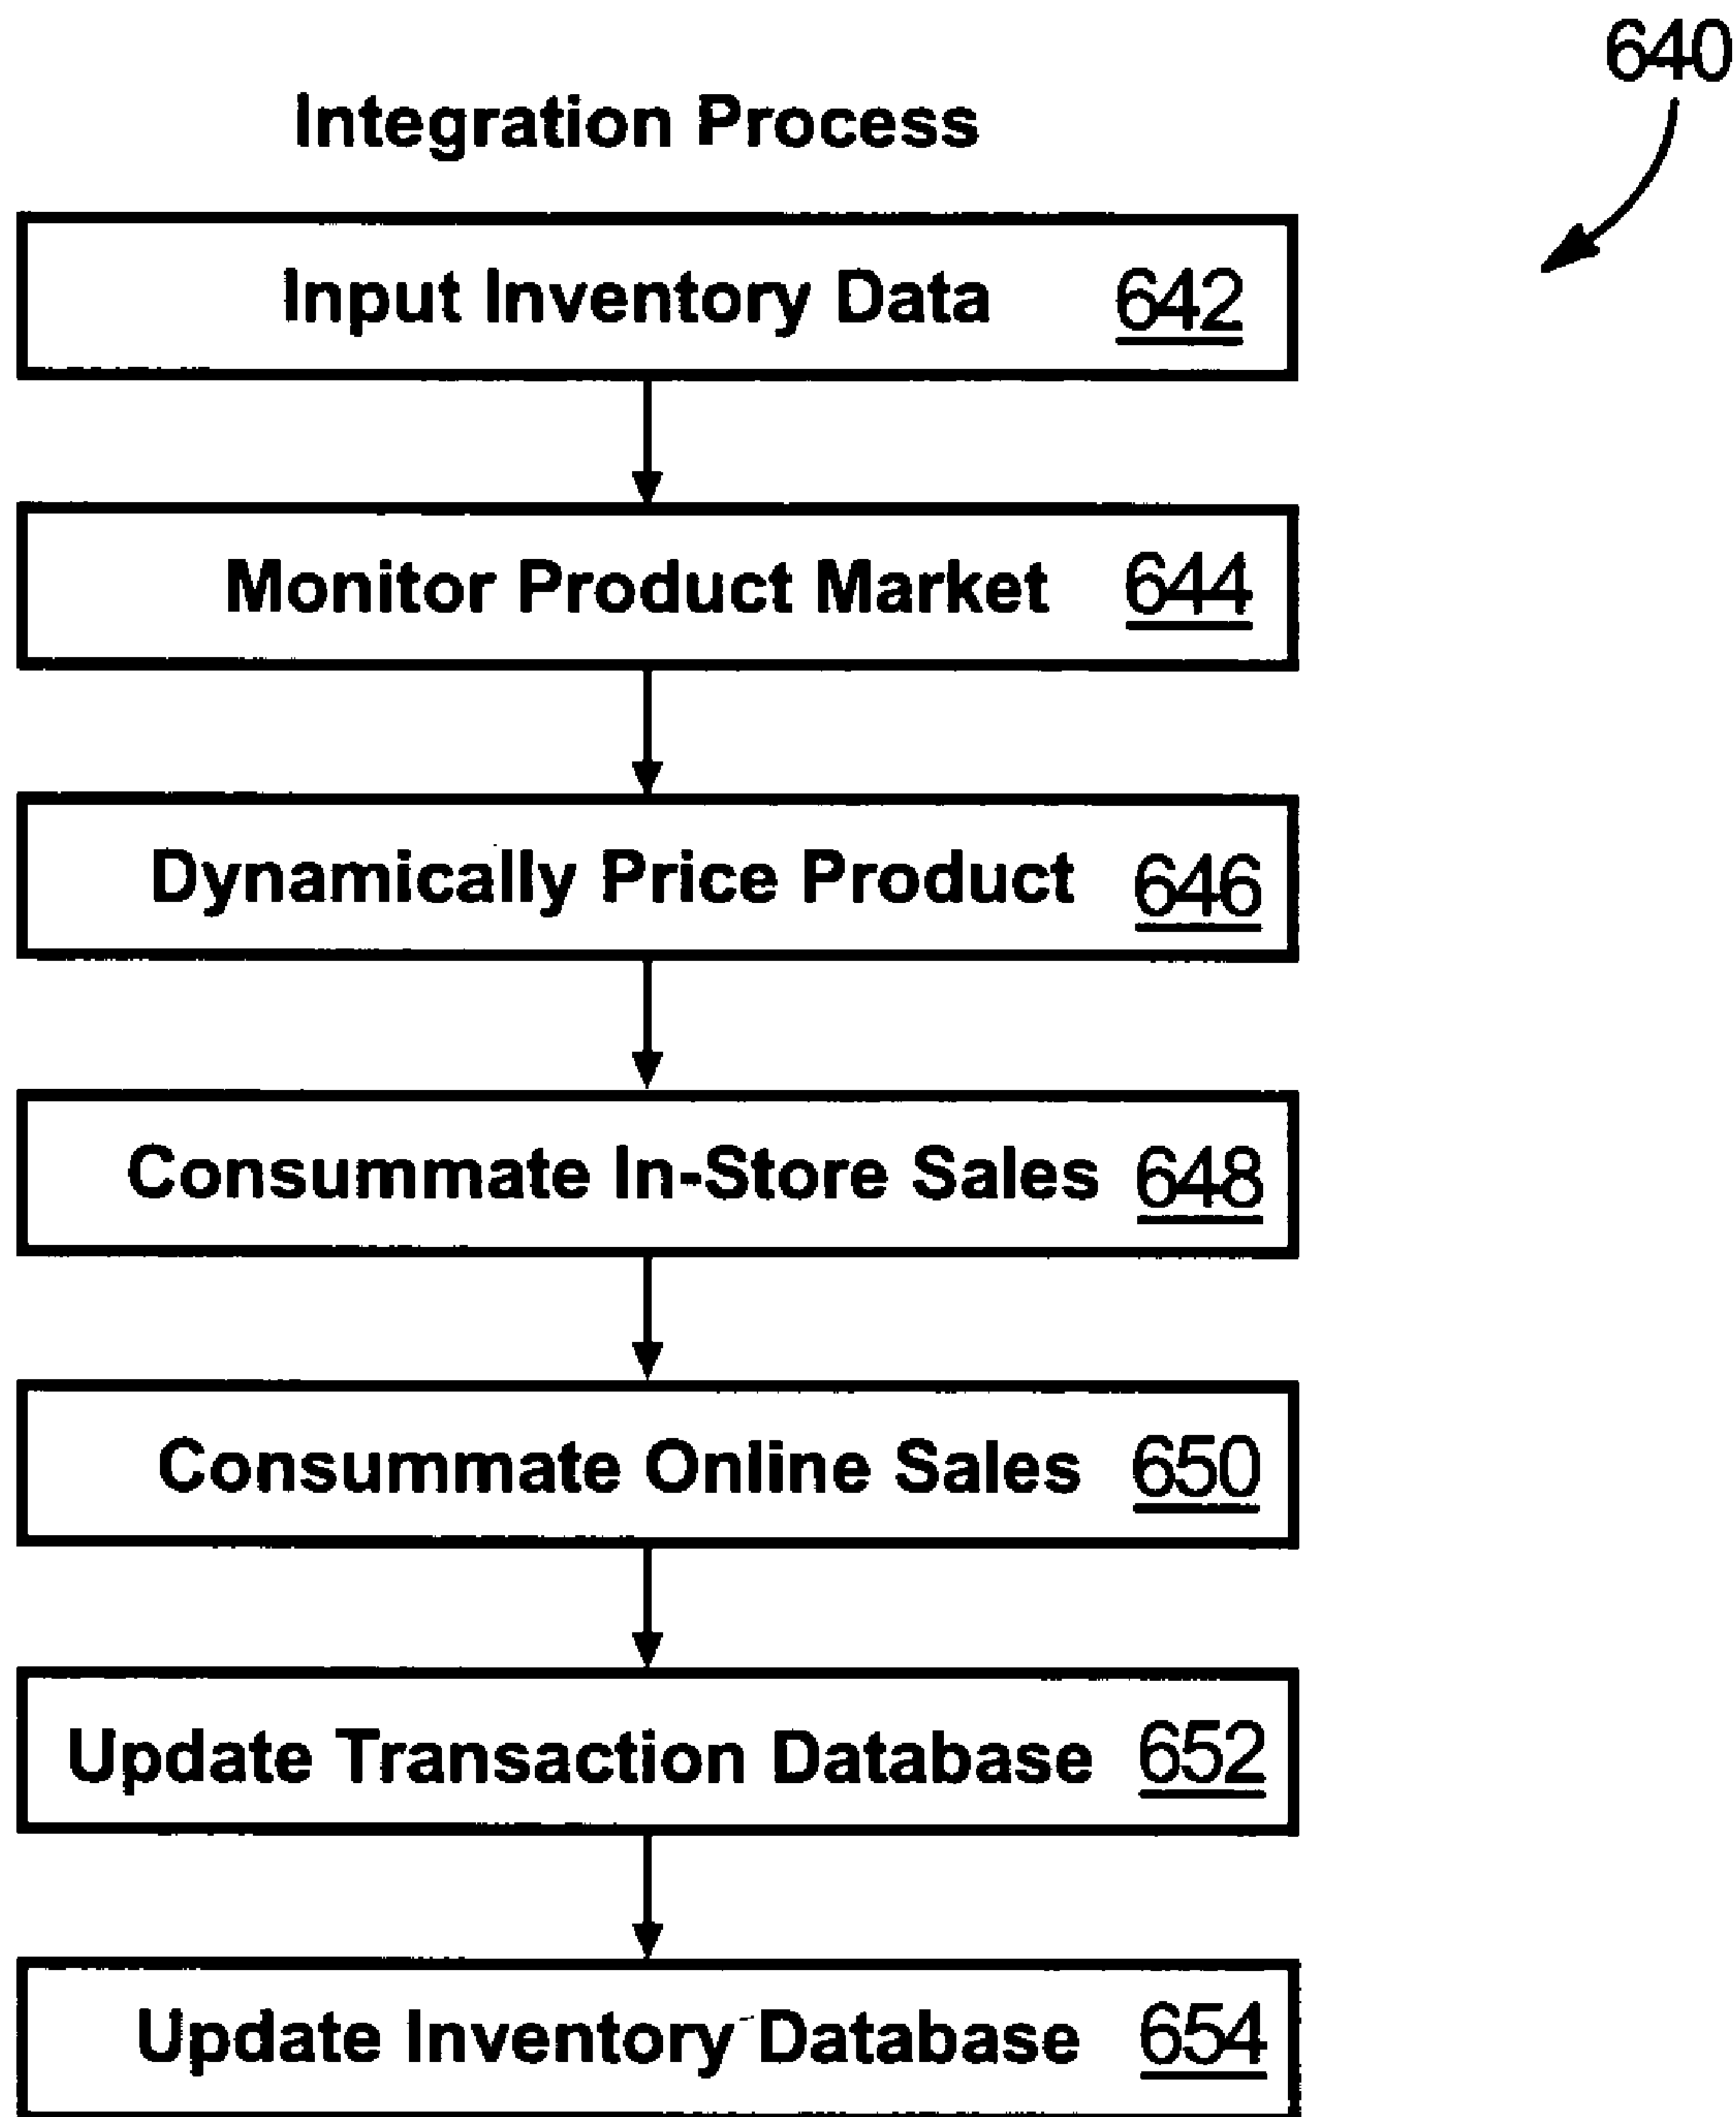 640
Integration Process
Input Inventory Data 642
Monitor Product Market 644
Dynamically Price Product 646
Consummate In-Store Sales 648
Consummate Online Sales 650
Update Transaction Database 652
Update Inventory Database 654